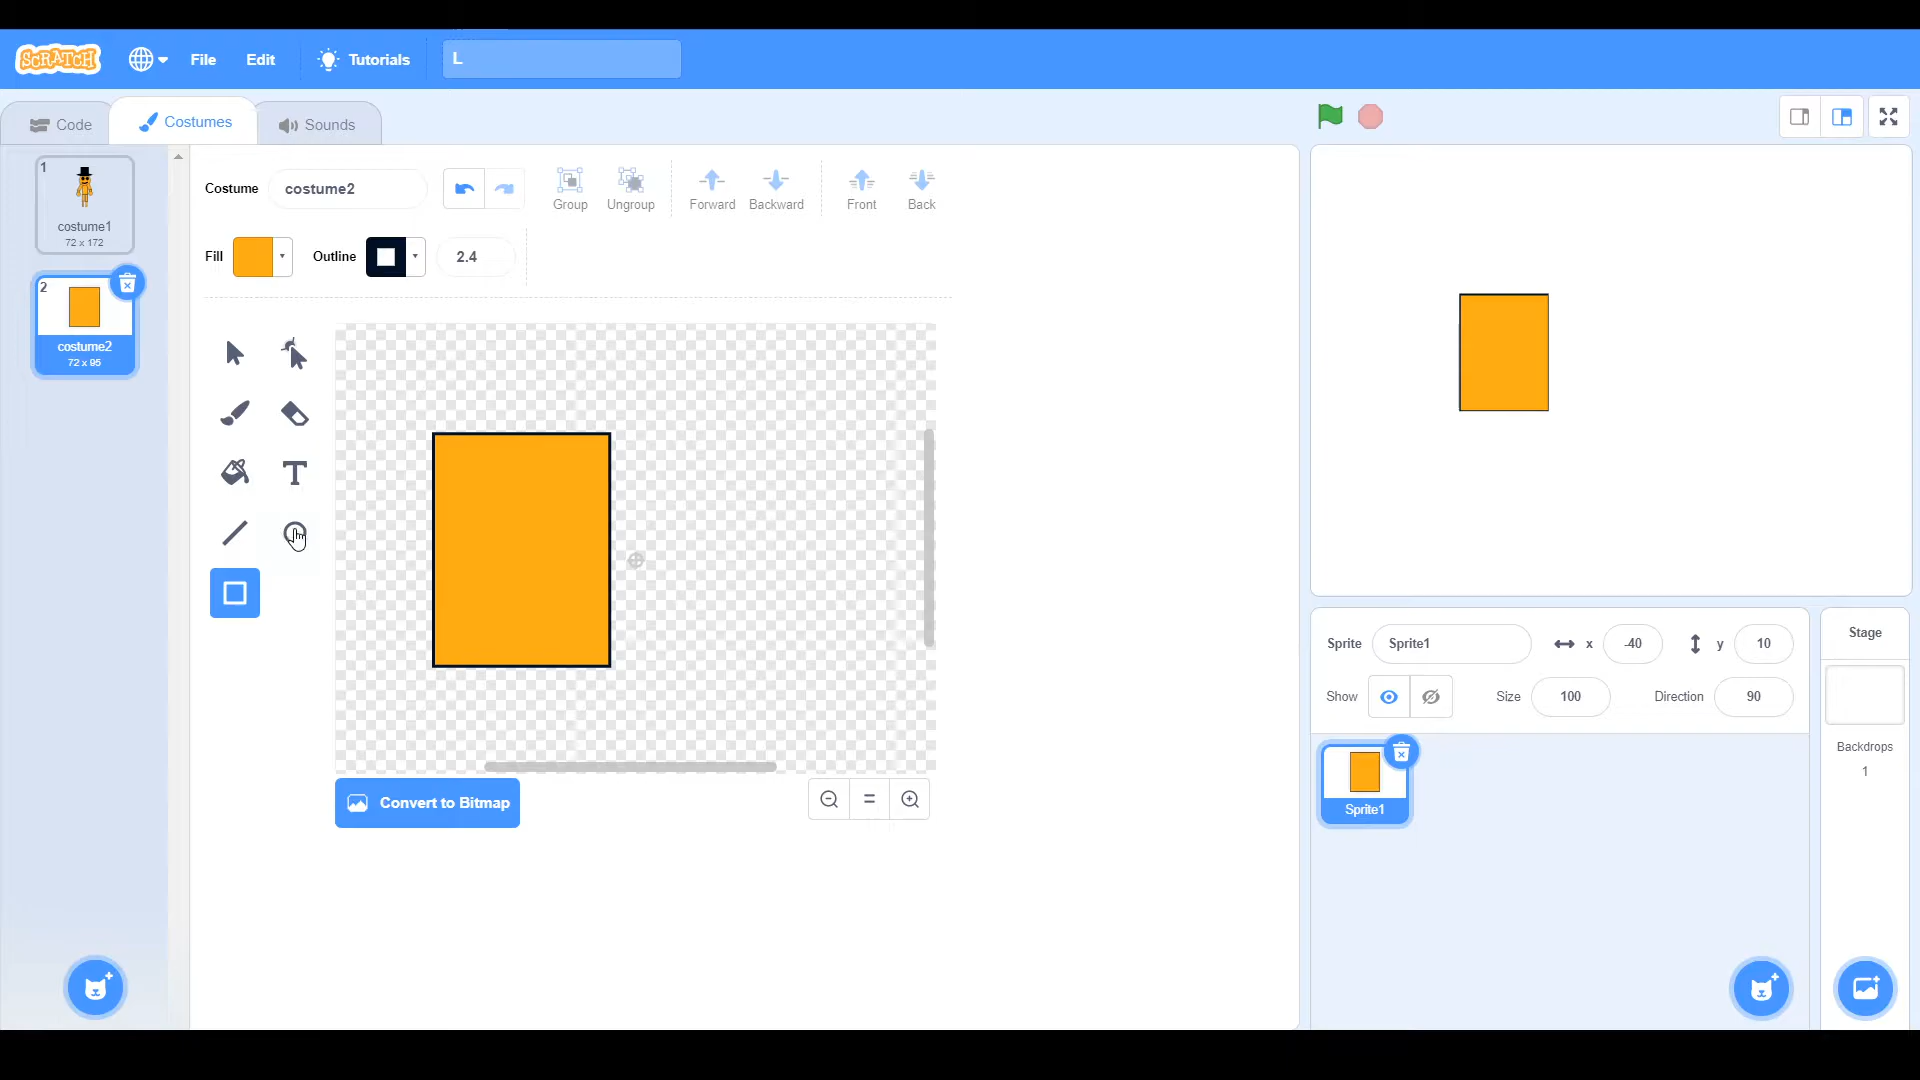 SCRATCH File Edit Tutorials L
Code Costumes Sounds
1
costume1
72 x 172
2
costume2
72 x 95
Costume costume2 Group Ungroup Forward Backward Front Back
Fill Outline 2.4
T
Convert to Bitmap
Sprite Sprite1 x -40 y 10
Show Size 100 Direction 90
Sprite1
Stage
Backdrops
1